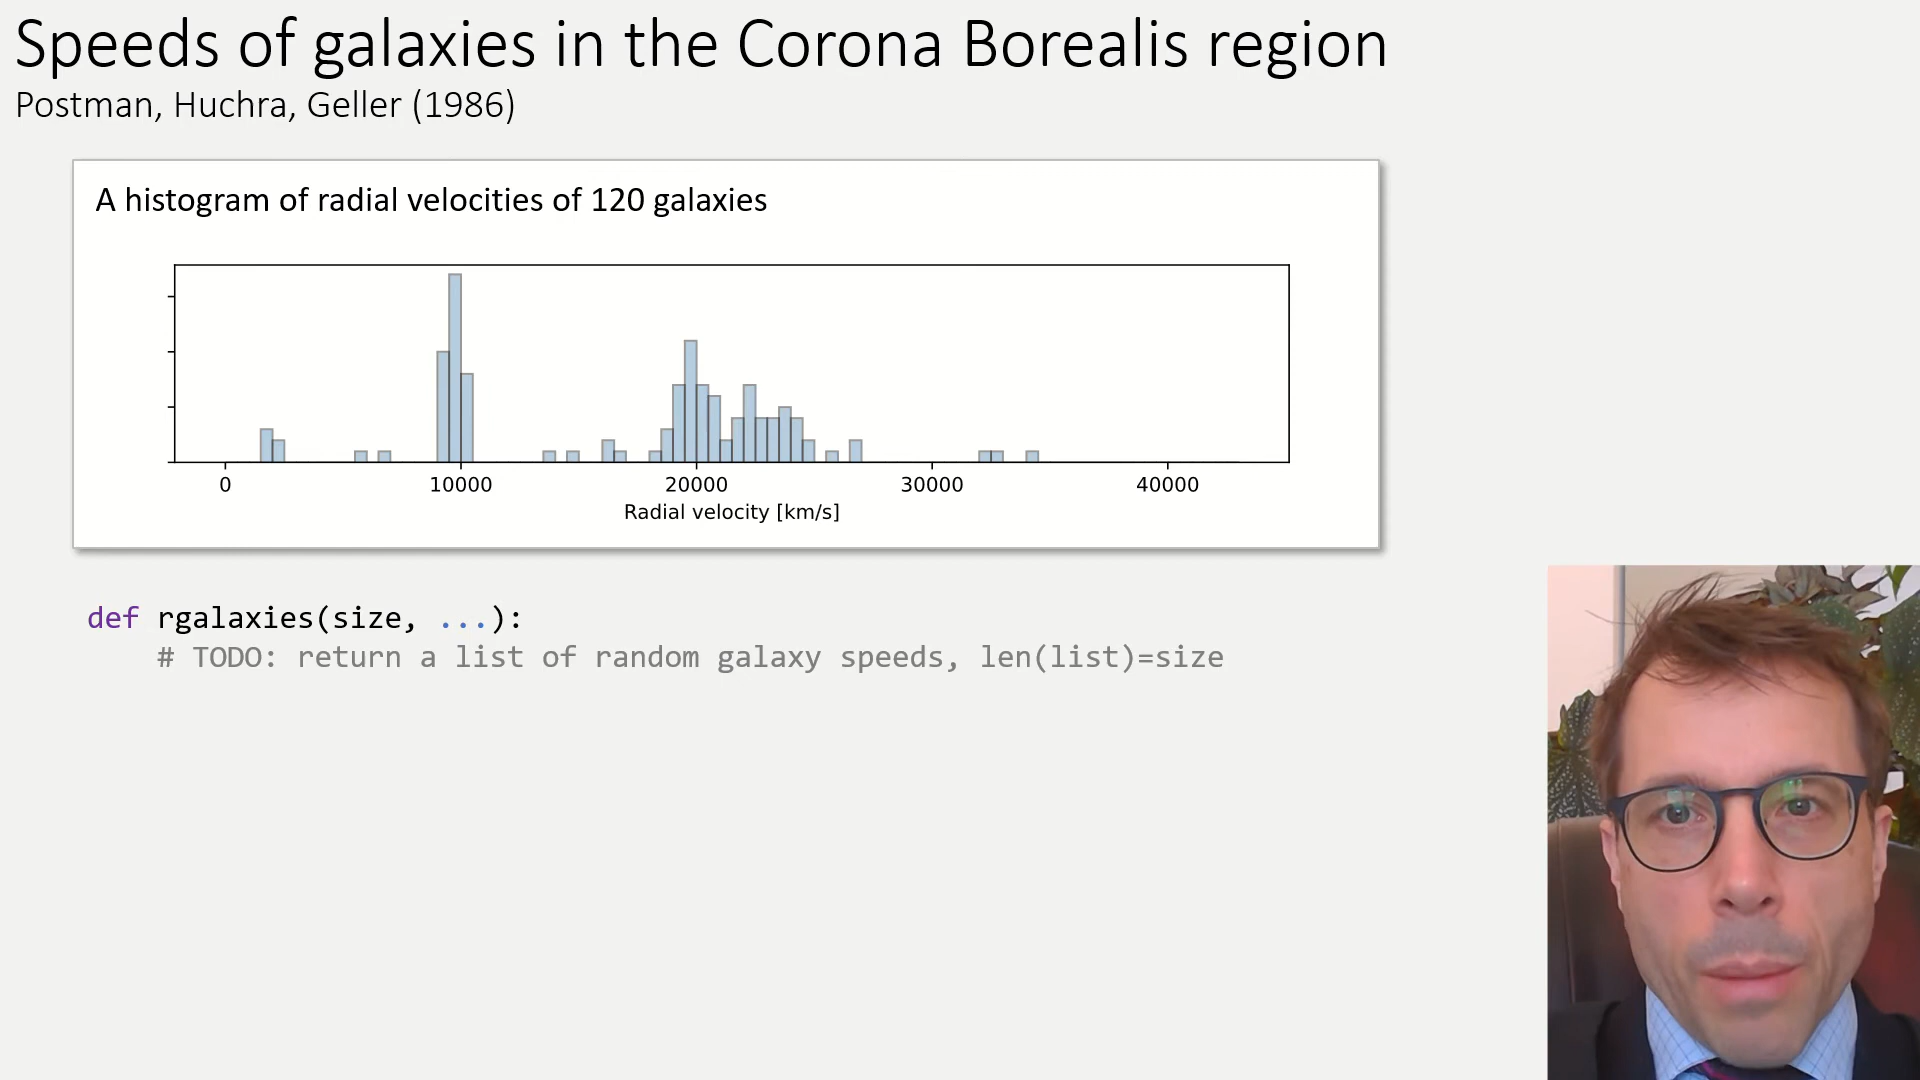 Speeds of galaxies in the Corona Borealis region
Postman, Huchra, Geller (1986)
A histogram of radial velocities of 120 galaxies
0 10000 20000 30000 40000
Radial velocity [km/s]
def rgalaxies(size, ...):
# TODO: return a list of random galaxy speeds, len(list)=size